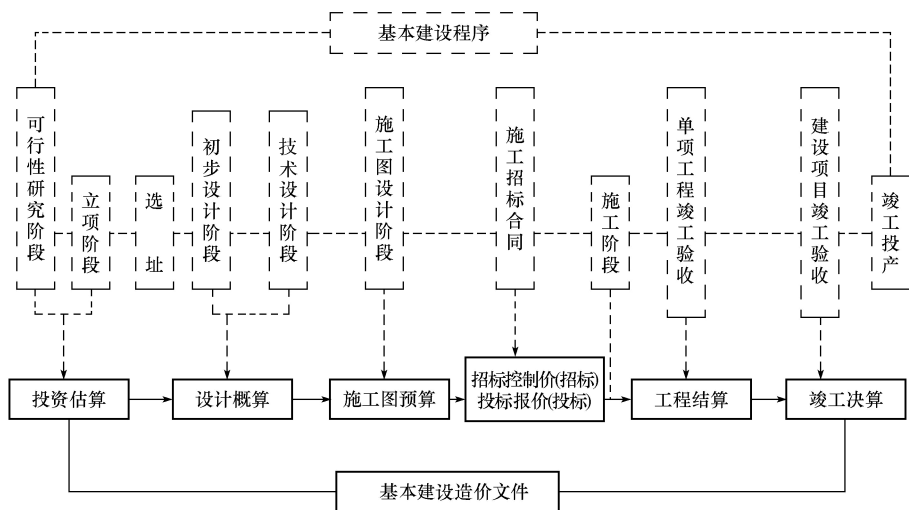 基本建设程序
可行性研究阶段
立项阶段
选址
初步设计阶段
技术设计阶段
施工图设计阶段
施工招标合同
施工阶段
单项工程竣工验收
建设项目竣工验收
竣工投产
投资估算
设计概算
施工图预算
招标控制价(招标)
投标报价(投标)
工程结算
竣工决算
基本建设造价文件